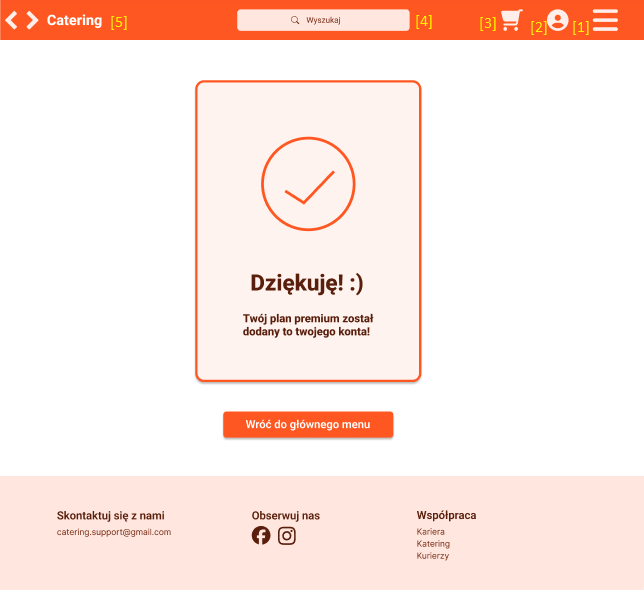 Catering [5]
Wyszukaj [4]
[3] [2] [1]
Dziękuję! :)
Twój plan premium został
dodany to twojego konta!
Wróć do głównego menu
Skontaktuj się z nami
catering.support@gmail.com
Obserwuj nas
Współpraca
Kariera
Katering
Kurierzy